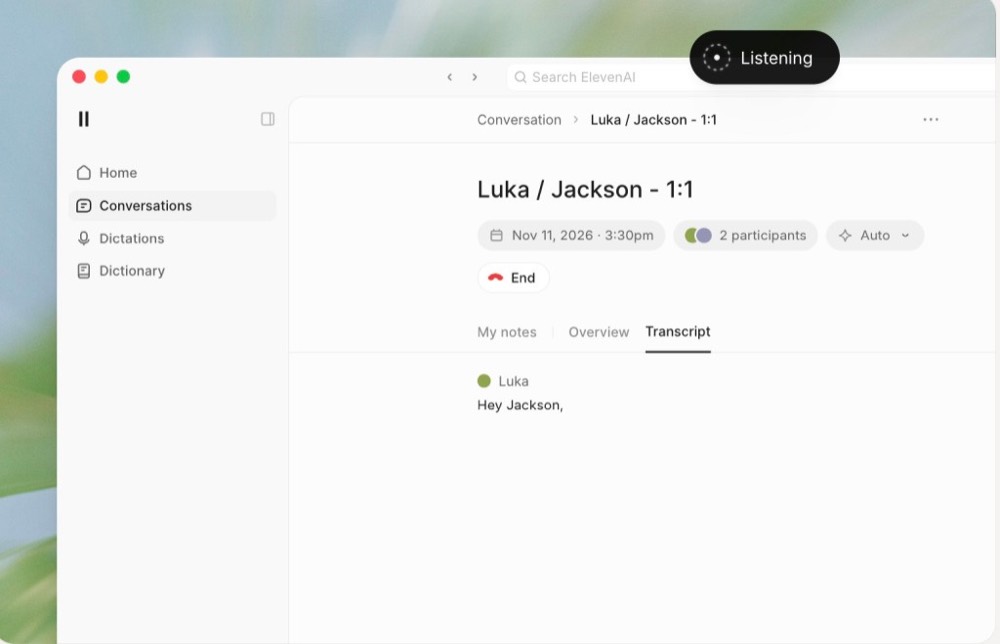 Listening
Search ElevenAI
Conversation › Luka / Jackson - 1:1
Home
Conversations
Dictations
Dictionary
Luka / Jackson - 1:1
Nov 11, 2026 · 3:30pm
2 participants
Auto
End
My notes
Overview
Transcript
Luka
Hey Jackson,